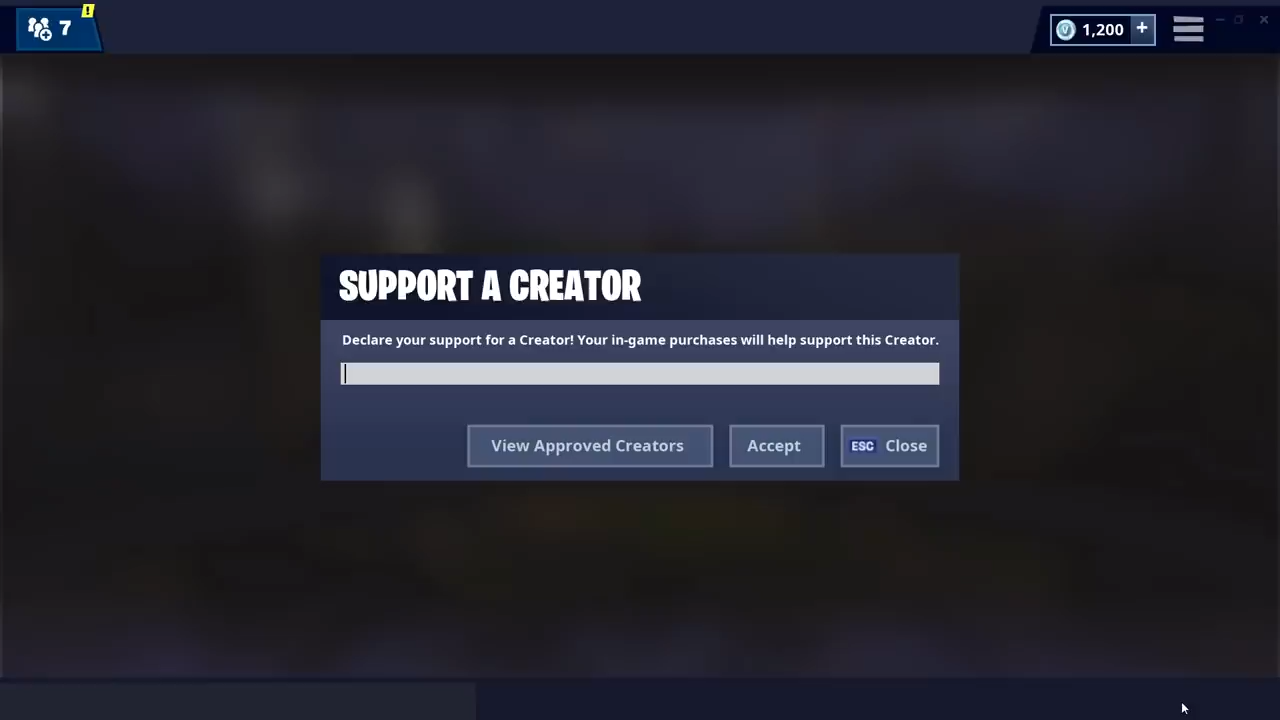 7
!
1,200 +
SUPPORT A CREATOR
Declare your support for a Creator! Your in-game purchases will help support this Creator.
View Approved Creators
Accept
ESC Close